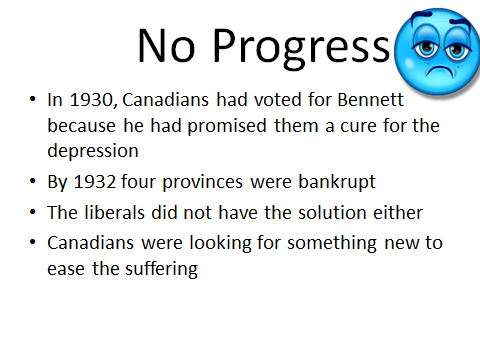 No Progress
• In 1930, Canadians had voted for Bennett
because he had promised them a cure for the
depression
• By 1932 four provinces were bankrupt
• The liberals did not have the solution either
• Canadians were looking for something new to
ease the suffering